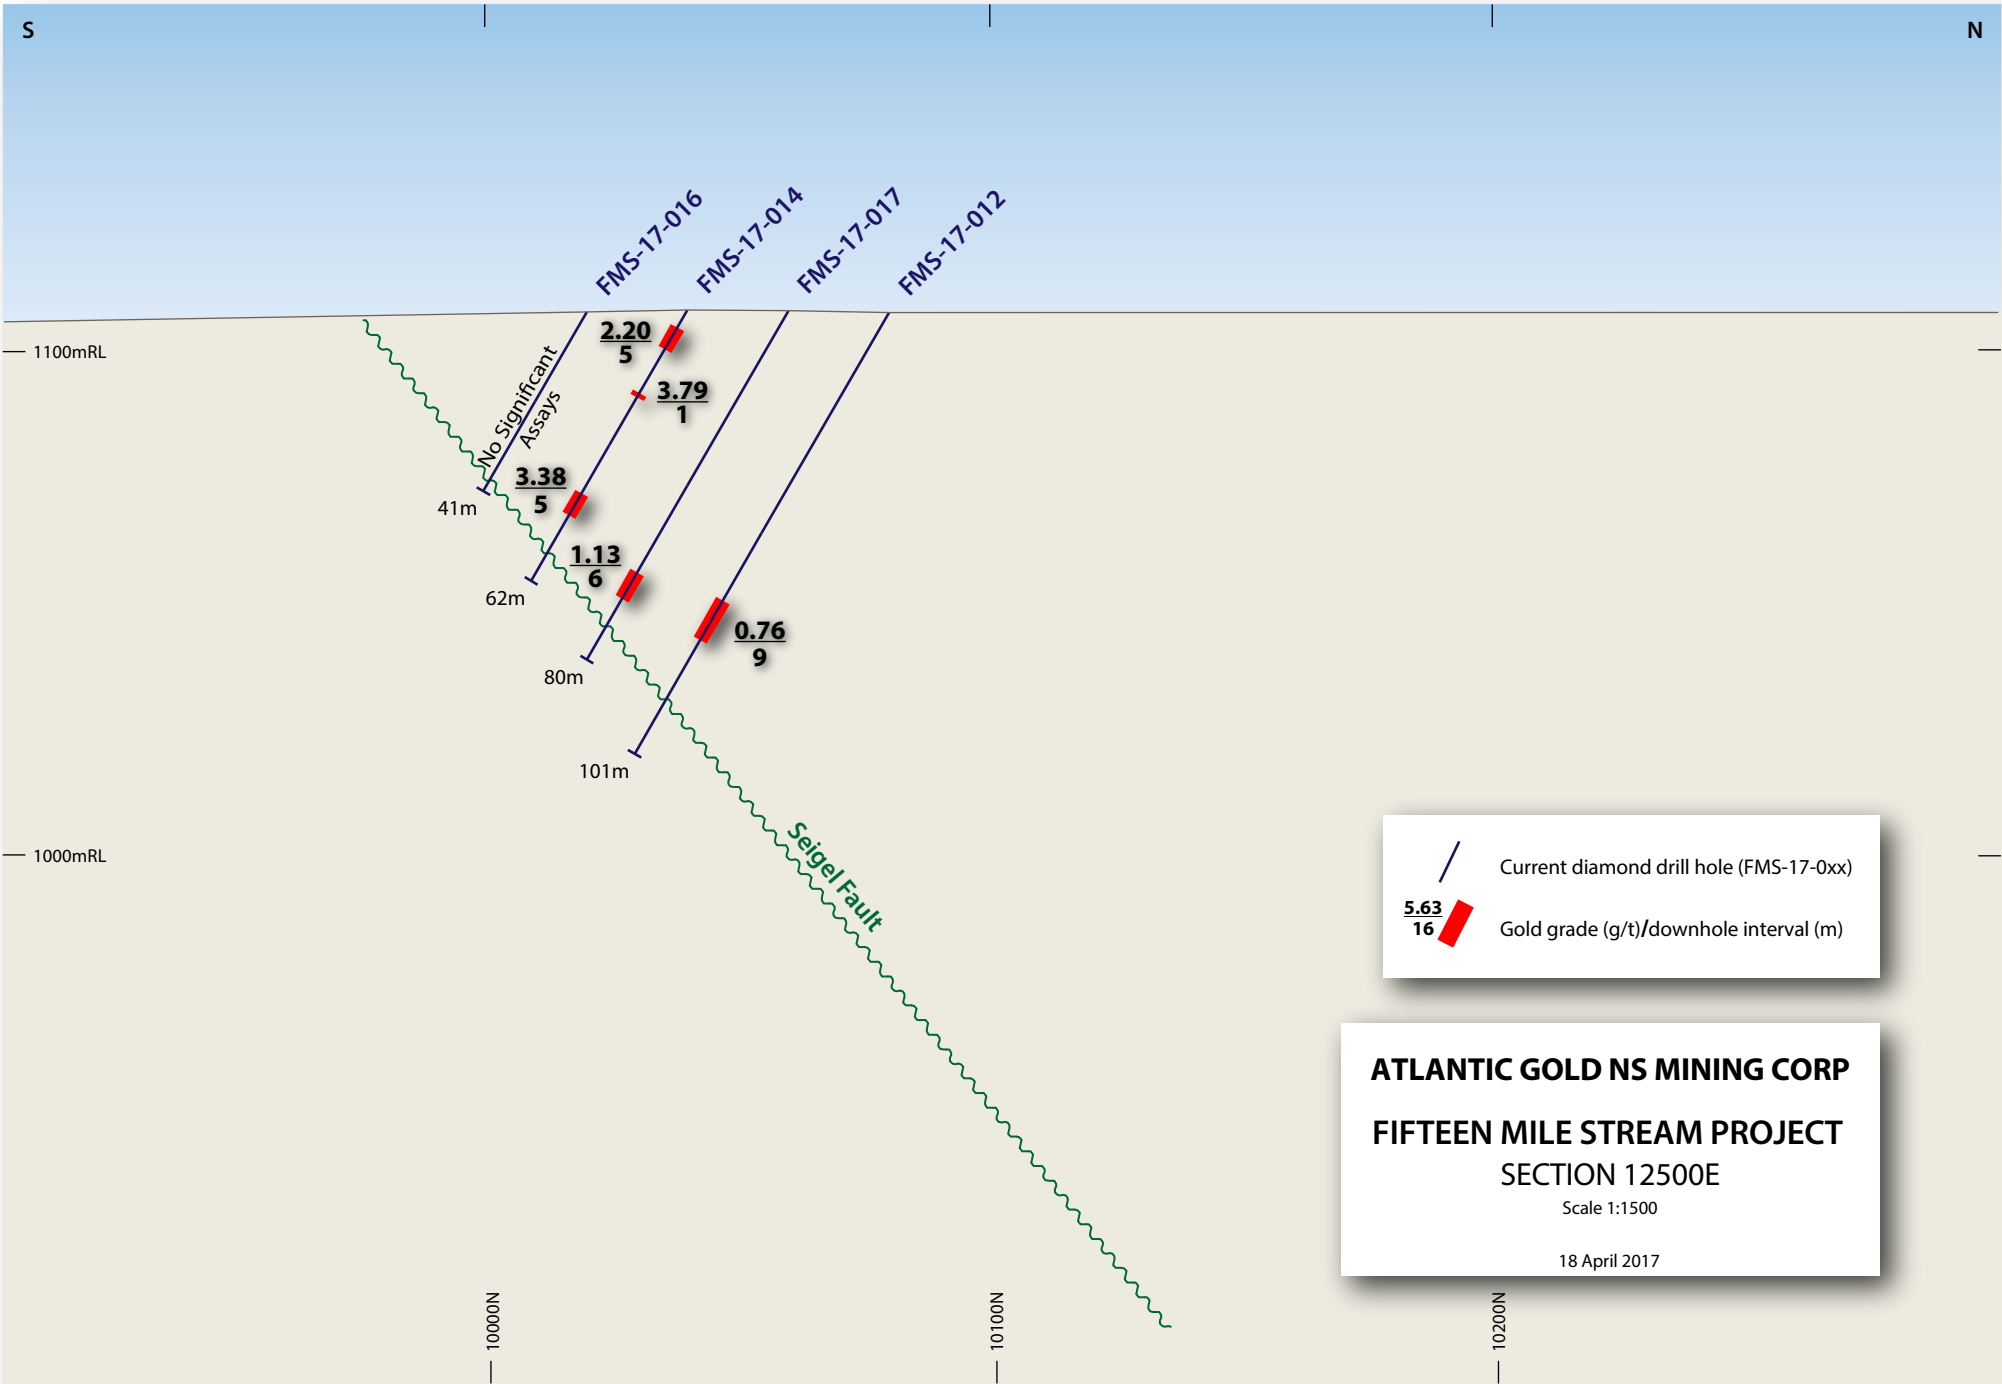 S
N
FMS-17-016
FMS-17-014
FMS-17-017
FMS-17-012
1100mRL
2.20
5
3.79
1
No Significant
Assays
3.38
5
41m
1.13
6
62m
0.76
9
80m
101m
Seigel Fault
1000mRL
Current diamond drill hole (FMS-17-0xx)
5.63
16
Gold grade (g/t)/downhole interval (m)
ATLANTIC GOLD NS MINING CORP
FIFTEEN MILE STREAM PROJECT
SECTION 12500E
Scale 1:1500
18 April 2017
10000N
10100N
10200N